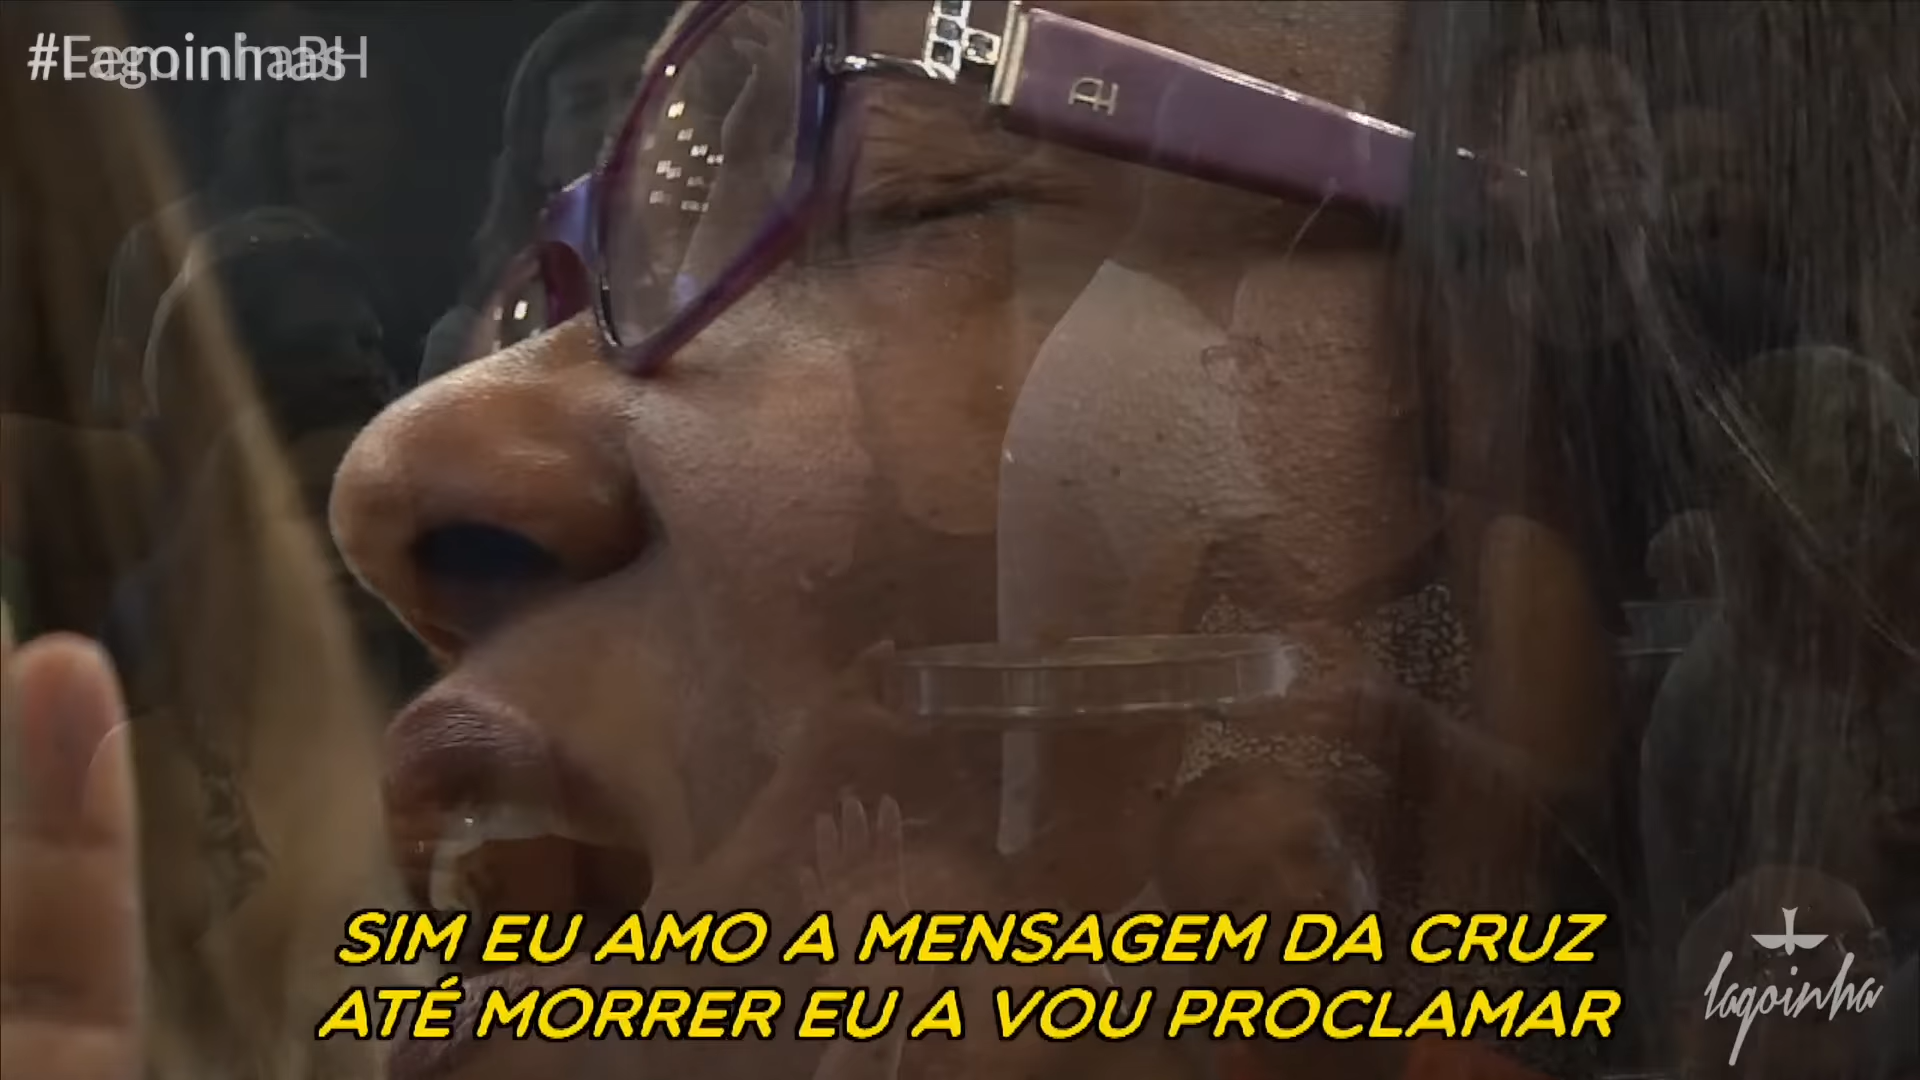 SIM EU AMO A MENSAGEM DA CRUZ
ATÉ MORRER EU A VOU PROCLAMAR
lagoinha